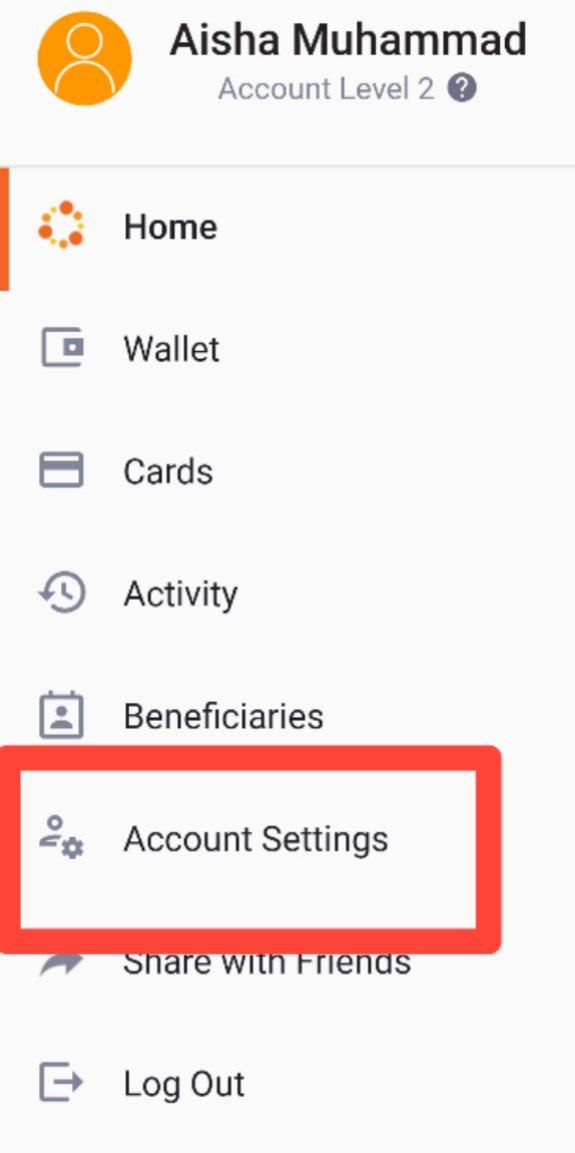 Aisha Muhammad
Account Level 2 ?
Home
Wallet
Cards
Activity
Beneficiaries
Account Settings
Share with Friends
Log Out